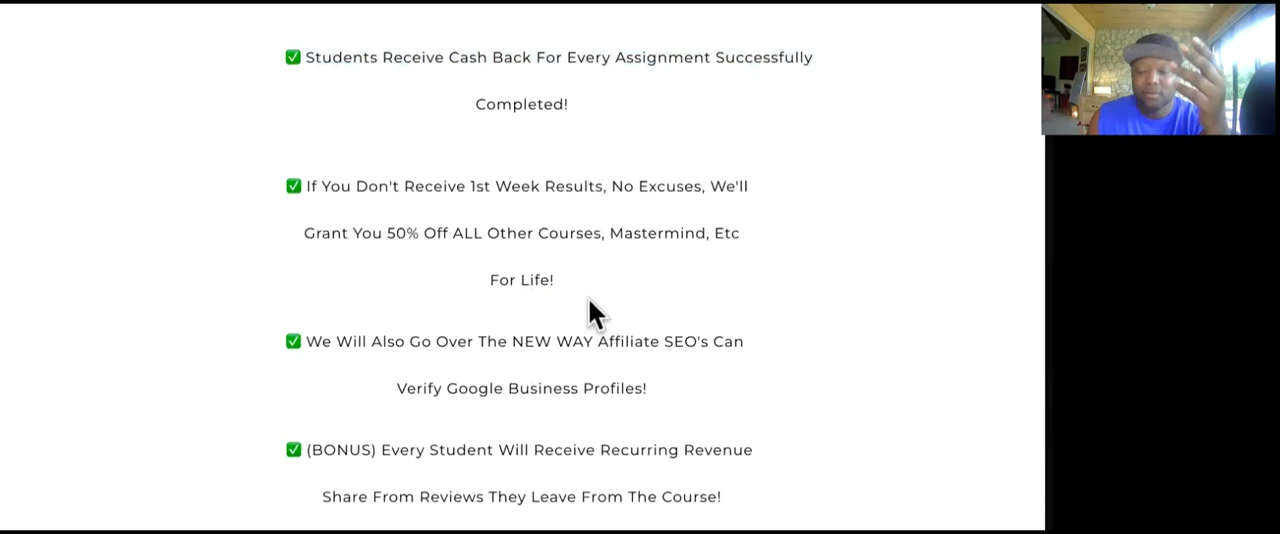 ✅ Students Receive Cash Back For Every Assignment Successfully
Completed!
✅ If You Don't Receive 1st Week Results, No Excuses, We'll
Grant You 50% Off ALL Other Courses, Mastermind, Etc
For Life!
✅ We Will Also Go Over The NEW WAY Affiliate SEO's Can
Verify Google Business Profiles!
✅ (BONUS) Every Student Will Receive Recurring Revenue
Share From Reviews They Leave From The Course!